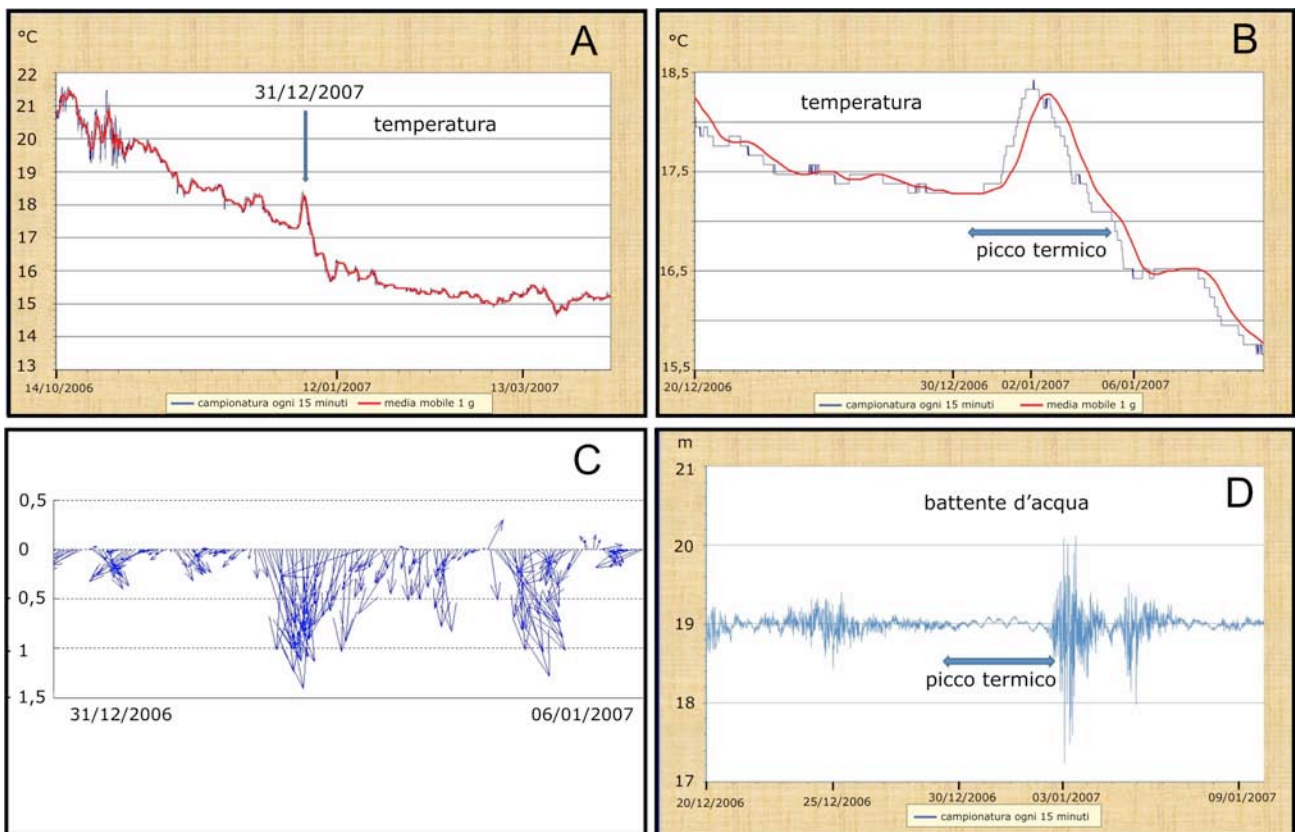 A
°C
22
21
20
19
18
17
16
15
14
13
31/12/2007
temperatura
14/10/2006
12/01/2007
13/03/2007
campionatura ogni 15 minuti
media mobile 1 g
B
°C
18,5
17,5
16,5
15,5
temperatura
picco termico
20/12/2006
30/12/2006
02/01/2007
06/01/2007
campionatura ogni 15 minuti
media mobile 1 g
C
0,5
0
0,5
1
1,5
31/12/2006
06/01/2007
D
m
21
20
19
18
17
battente d'acqua
picco termico
20/12/2006
25/12/2006
30/12/2006
03/01/2007
09/01/2007
campionatura ogni 15 minuti